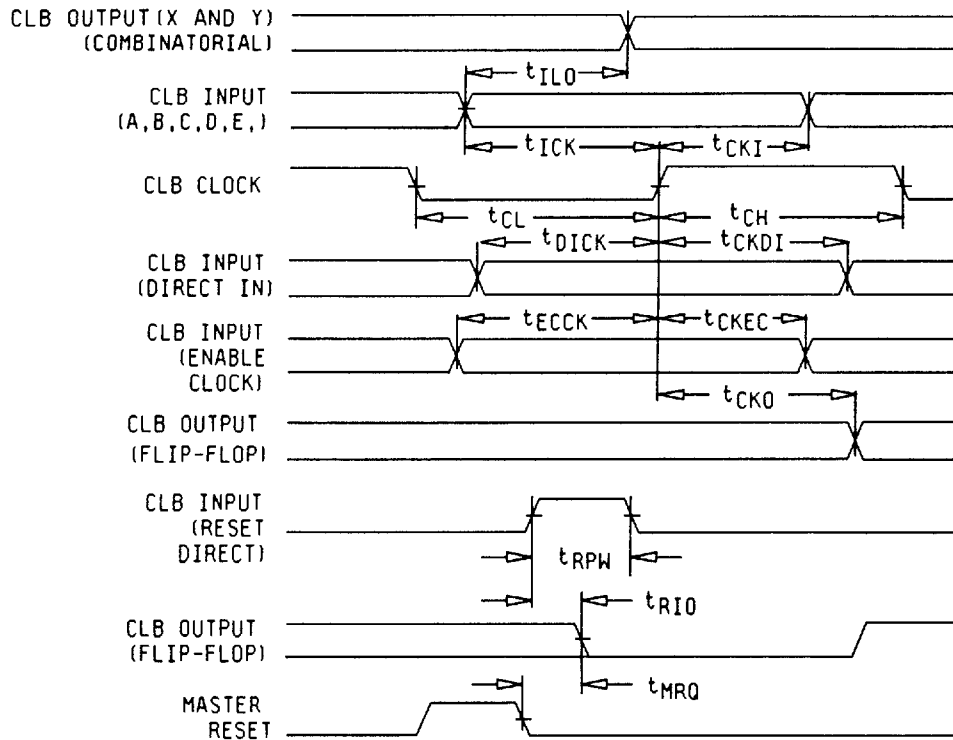 CLB OUTPUT(X AND Y)
(COMBINATORIAL)
tILO
CLB INPUT
(A,B,C,D,E,)
tICK
tCKI
CLB CLOCK
tCL
tCH
tDICK
tCKDI
CLB INPUT
(DIRECT IN)
tECCK
tCKEC
CLB INPUT
(ENABLE
CLOCK)
tCKO
CLB OUTPUT
(FLIP-FLOP)
CLB INPUT
(RESET
DIRECT)
tRPW
tRIO
CLB OUTPUT
(FLIP-FLOP)
tMRQ
MASTER
RESET